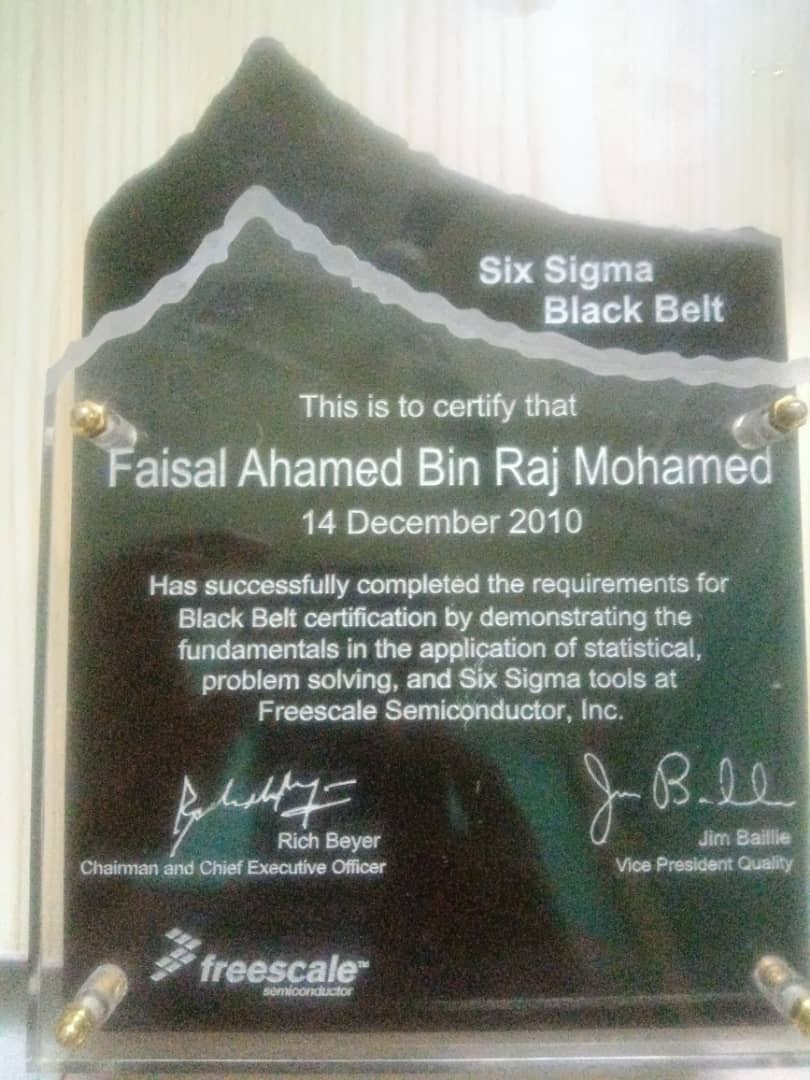 Six Sigma
Black Belt
This is to certify that
Faisal Ahamed Bin Raj Mohamed
14 December 2010
Has successfully completed the requirements for
Black Belt certification by demonstrating the
fundamentals in the application of statistical,
problem solving, and Six Sigma tools at
Freescale Semiconductor, Inc.
Jim Baillie
Rich Beyer
Chairman and Chief Executive Officer
Jim Baillie
Vice President Quality
freescale™
semiconductor